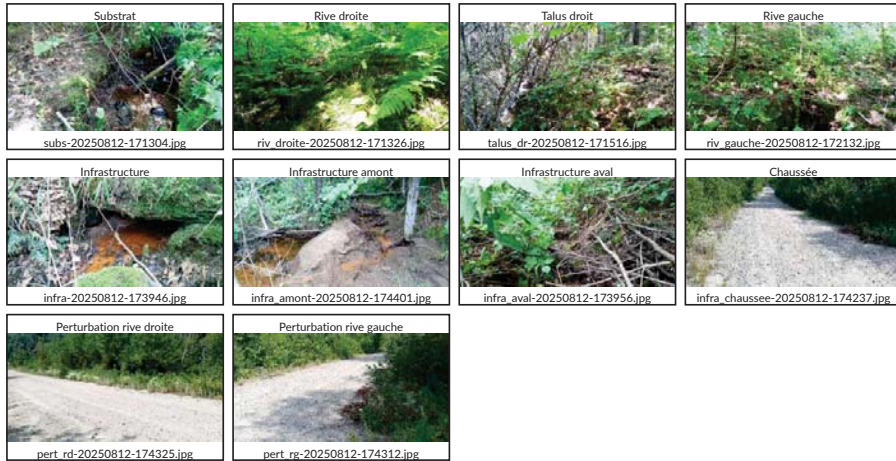 Substrat
subs-20250812-171304.jpg
Rive droite
riv_droite-20250812-171326.jpg
Talus droit
talus_dr-20250812-171516.jpg
Rive gauche
riv_gauche-20250812-172132.jpg
Infrastructure
infra-20250812-173946.jpg
Infrastructure amont
infra_amont-20250812-174401.jpg
Infrastructure aval
infra_aval-20250812-173956.jpg
Chaussée
infra_chaussee-20250812-174237.jpg
Perturbation rive droite
pert_rd-20250812-174325.jpg
Perturbation rive gauche
pert_rg-20250812-174312.jpg